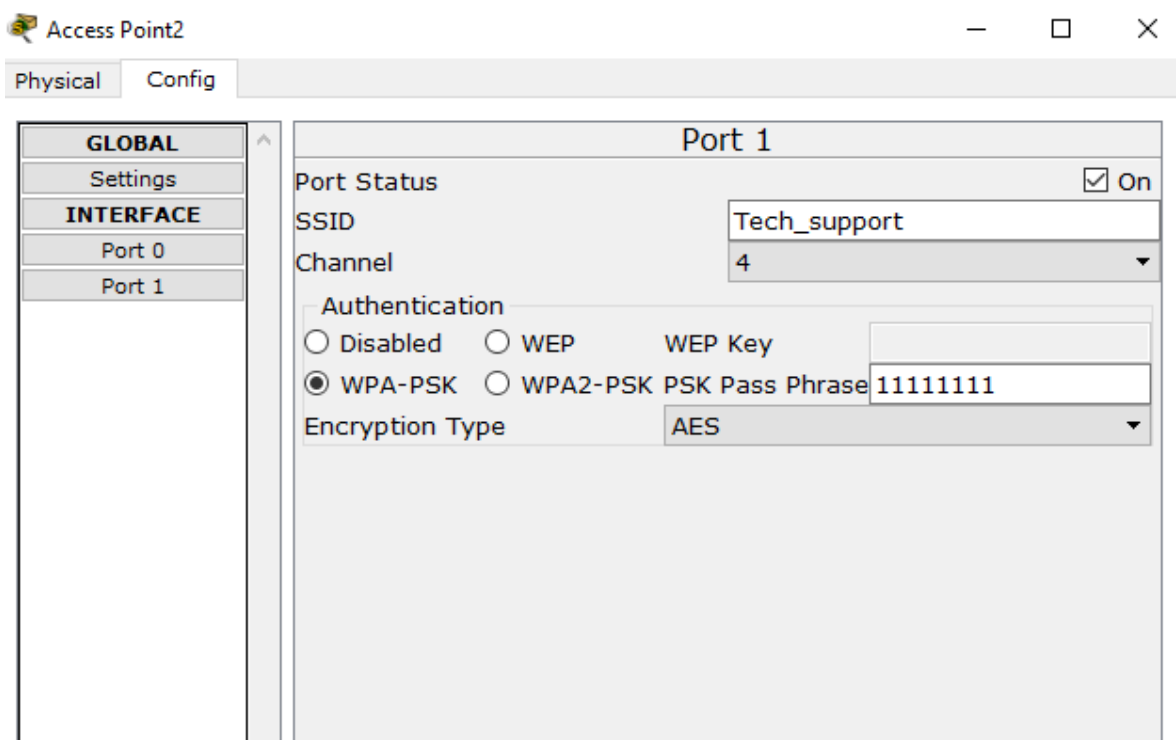 Access Point2
Physical Config
GLOBAL
Settings
INTERFACE
Port 0
Port 1
Port 1
Port Status On
SSID Tech_support
Channel 4
Authentication
Disabled WEP WEP Key
WPA-PSK WPA2-PSK PSK Pass Phrase 11111111
Encryption Type AES